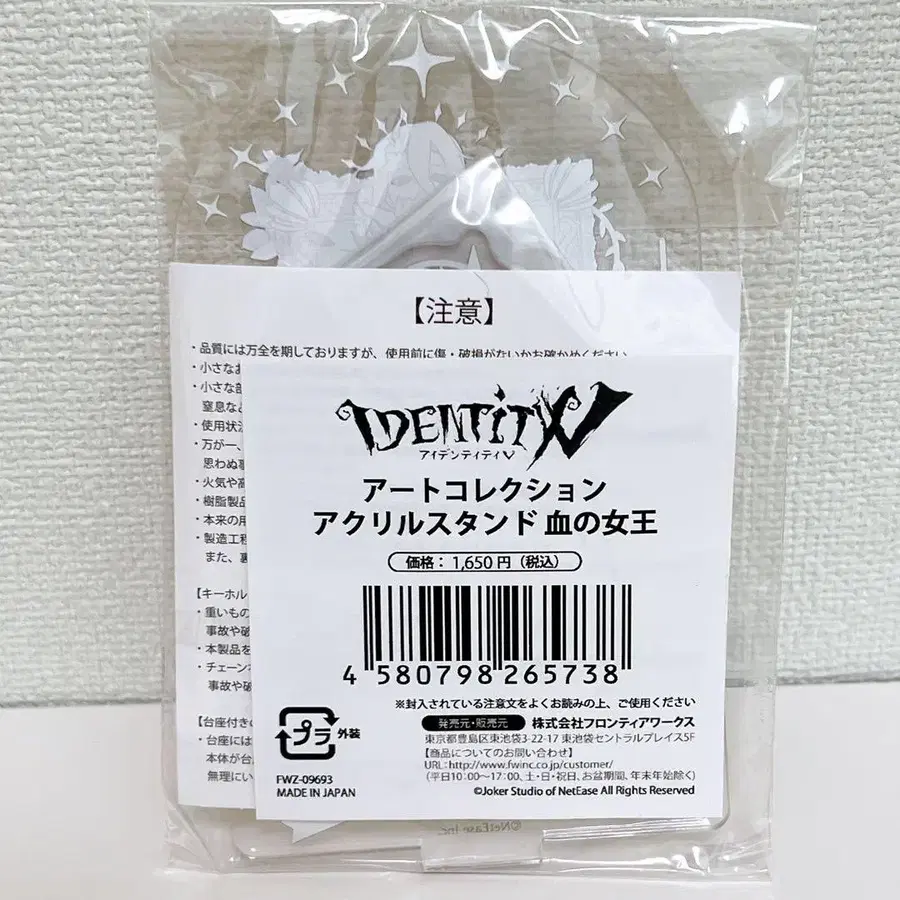 【注意】
・品質には万全を期しておりますが、使用前に傷・破損がないかお確かめください
・小さなお
・小さな部
窒息など
・使用状況
・万が一、
思わぬ事
・火気や高
・樹脂製品
・本来の用
・製造工程
また、裏
【キーホル
・重いもの
事故や破
・本製品を
・チェーン
事故や破
【台座付きの
・台座には
本体が台
無理にい
IDENTITY V
アイデンティティV
アートコレクション
アクリルスタンド 血の女王
価格：1,650円（税込）
4 580798 265738
※封入されている注意文をよくお読みの上、ご使用ください
プラ 外装
発売元・販売元 株式会社フロンティアワークス
東京都豊島区東池袋3-22-17 東池袋セントラルプレイス5F
【商品についてのお問い合わせ】
URL:http://www.fwinc.co.jp/customer/
(平日10:00〜17:00、土・日・祝日、お盆期間、年末年始除く)
FWZ-09693
MADE IN JAPAN
©Joker Studio of NetEase All Rights Reserved
©NetEase Inc.